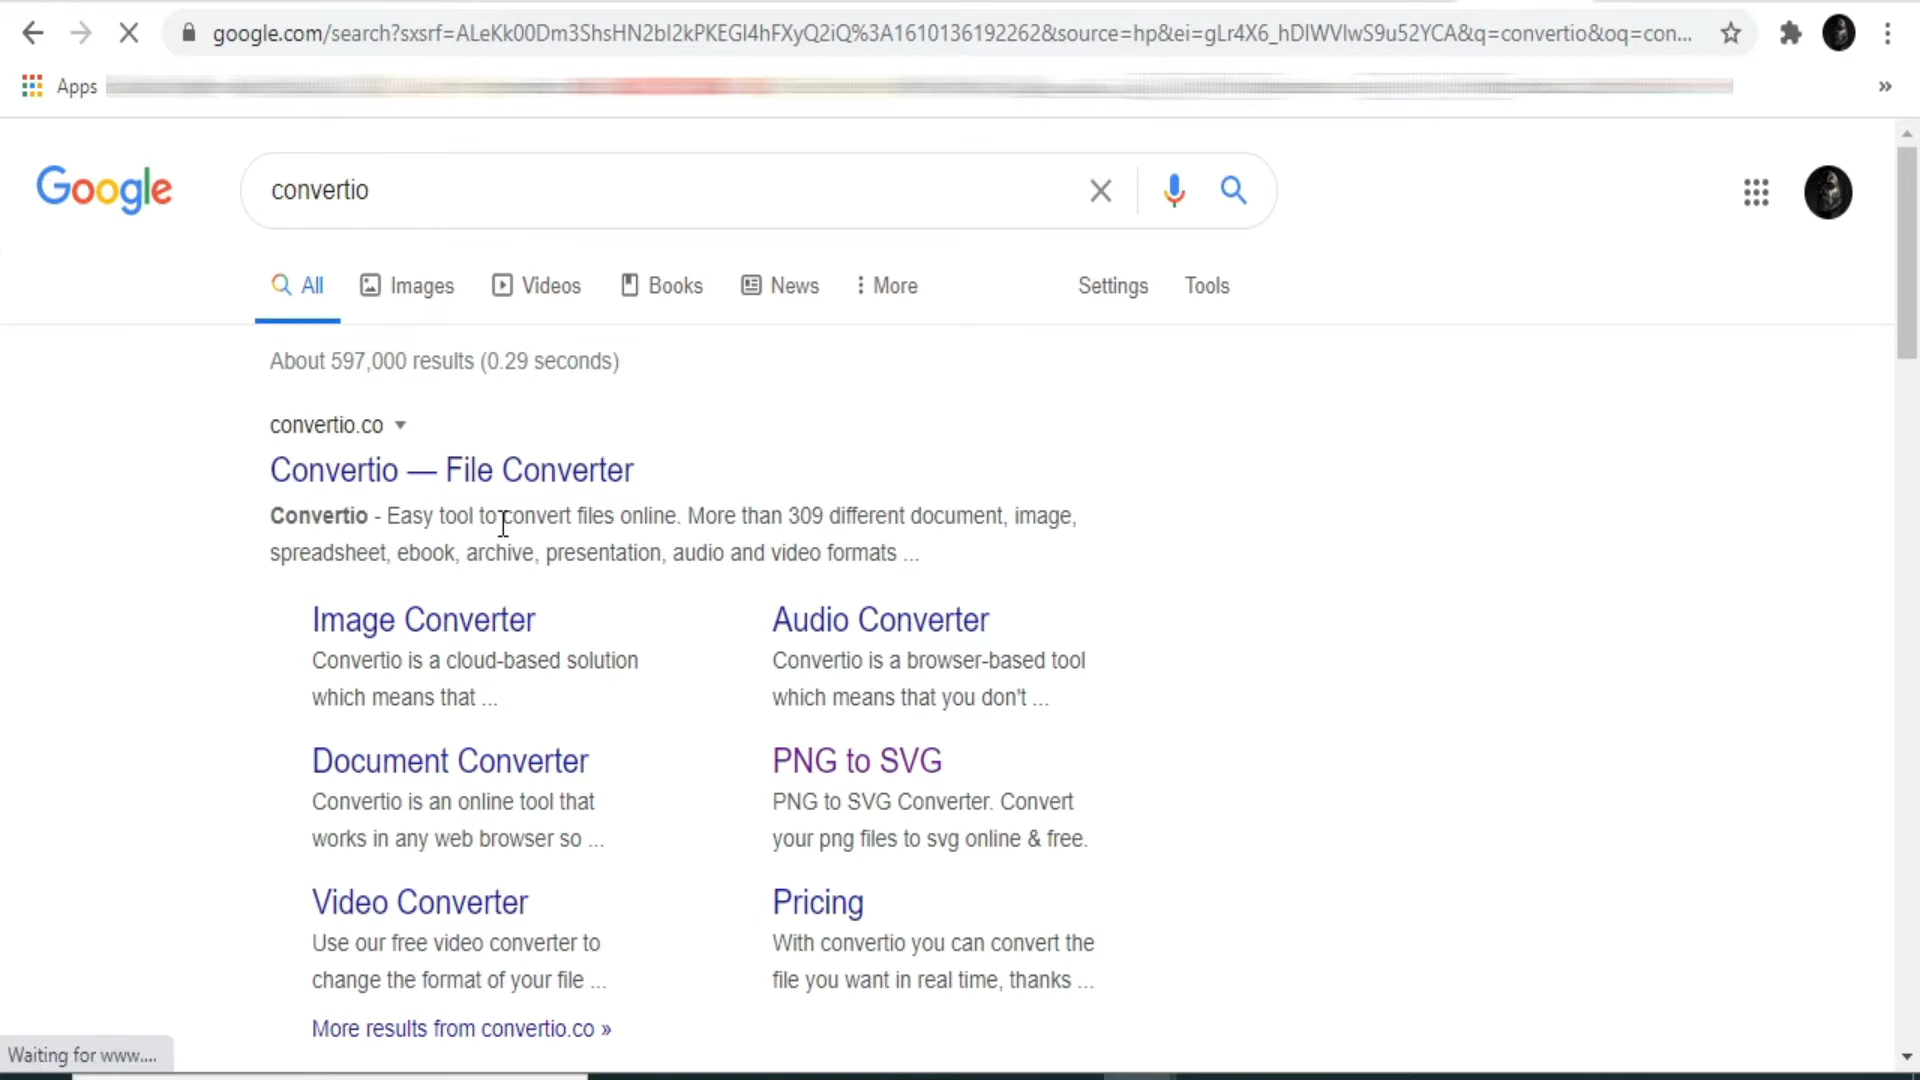 google.com/search?sxsrf=ALeKk00Dm3ShsHN2bI2kPKEGI4hFXyQ2iQ%3A1610136192262&source=hp&ei=gLr4X6_hDIWVlwS9u52YCA&q=convertio&oq=con...
Apps
»
Google
convertio
All Images Videos Books News More Settings Tools
About 597,000 results (0.29 seconds)
convertio.co
Convertio — File Converter
Convertio - Easy tool to convert files online. More than 309 different document, image,
spreadsheet, ebook, archive, presentation, audio and video formats ...
Image Converter
Convertio is a cloud-based solution
which means that ...
Audio Converter
Convertio is a browser-based tool
which means that you don't ...
Document Converter
Convertio is an online tool that
works in any web browser so ...
PNG to SVG
PNG to SVG Converter. Convert
your png files to svg online & free.
Video Converter
Use our free video converter to
change the format of your file ...
Pricing
With convertio you can convert the
file you want in real time, thanks ...
More results from convertio.co »
Waiting for www....